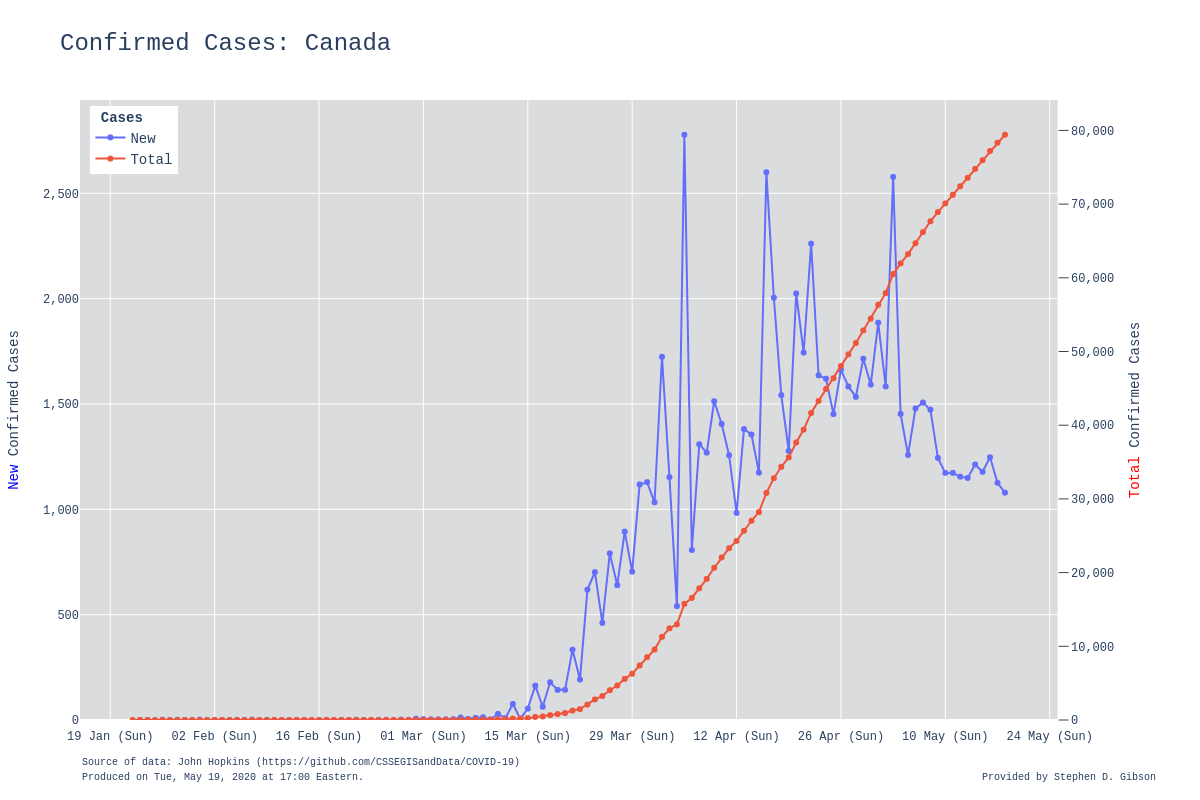 Confirmed Cases: Canada
Cases
New
Total
2,500
2,000
1,500
1,000
500
0
New Confirmed Cases
80,000
70,000
60,000
50,000
40,000
30,000
20,000
10,000
0
Total Confirmed Cases
19 Jan (Sun) 02 Feb (Sun) 16 Feb (Sun) 01 Mar (Sun) 15 Mar (Sun) 29 Mar (Sun) 12 Apr (Sun) 26 Apr (Sun) 10 May (Sun) 24 May (Sun)
Source of data: John Hopkins (https://github.com/CSSEGISandData/COVID-19)
Produced on Tue, May 19, 2020 at 17:00 Eastern.
Provided by Stephen D. Gibson